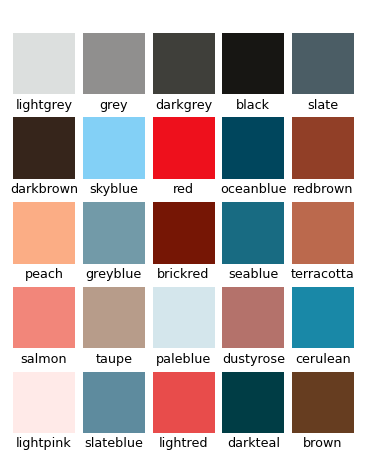 lightgrey grey darkgrey black slate
darkbrown skyblue red oceanblue redbrown
peach greyblue brickred seablue terracotta
salmon taupe paleblue dustyrose cerulean
lightpink slateblue lightred darkteal brown